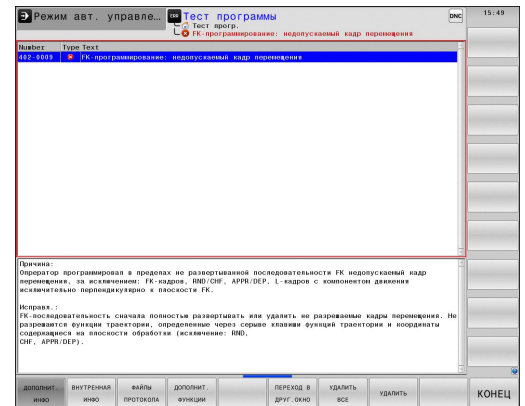 Режим авт. управле...
ERR Тест программы
Тест прогр.
FK-программирование: недопускаемый кадр перемещения
DNC
15:49
Number Type Text
402-0009 FK-программирование: недопускаемый кадр перемещения
Причина:
Опрератор программировал в пределах не развертыванной последовательности FK недопускаемый кадр
перемещения, за исключением: FK-кадров, RND/CHF, APPR/DEP, L-кадров с компонентом движения
исключительно перпендикулярно к плоскости FK.
Исправл.:
FK-последовательность сначала полностью развертывать или удалить не разрешаемые кадры перемещения. Не
разрешаются функции траектории, определенные через серые клавиши функций траектории и координаты
содержащиеся на плоскости обработки (исключение: RND,
CHF, APPR/DEP).
ДОПОЛНИТ. ИНФО
ВНУТРЕННАЯ ИНФО
ФАЙЛЫ ПРОТОКОЛА
ДОПОЛНИТ. ФУНКЦИИ
ПЕРЕХОД В ДРУГ.ОКНО
УДАЛИТЬ ВСЕ
УДАЛИТЬ
КОНЕЦ